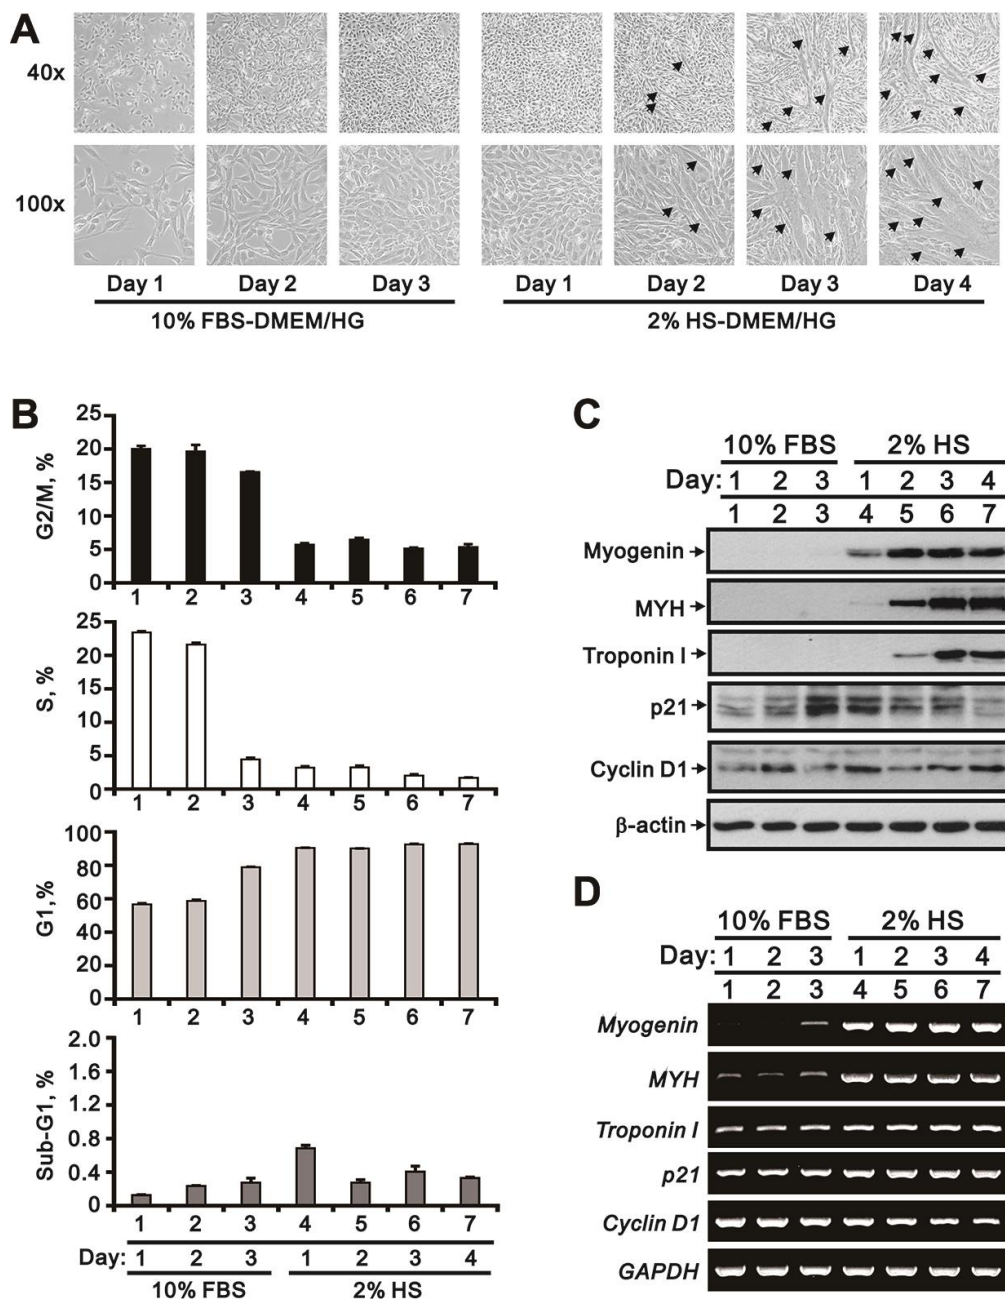 A
40x
100x
Day 1 Day 2 Day 3 Day 1 Day 2 Day 3 Day 4
10% FBS-DMEM/HG 2% HS-DMEM/HG
B
G2/M, %
25
20
15
10
5
0
1 2 3 4 5 6 7
S, %
25
20
15
10
5
0
1 2 3 4 5 6 7
G1, %
100
80
60
40
20
0
1 2 3 4 5 6 7
Sub-G1, %
2.0
1.6
1.2
0.8
0.4
0
1 2 3 4 5 6 7
Day: 1 2 3 1 2 3 4
10% FBS 2% HS
C
10% FBS 2% HS
Day: 1 2 3 1 2 3 4
1 2 3 4 5 6 7
Myogenin
MYH
Troponin I
p21
Cyclin D1
β-actin
D
10% FBS 2% HS
Day: 1 2 3 1 2 3 4
1 2 3 4 5 6 7
Myogenin
MYH
Troponin I
p21
Cyclin D1
GAPDH